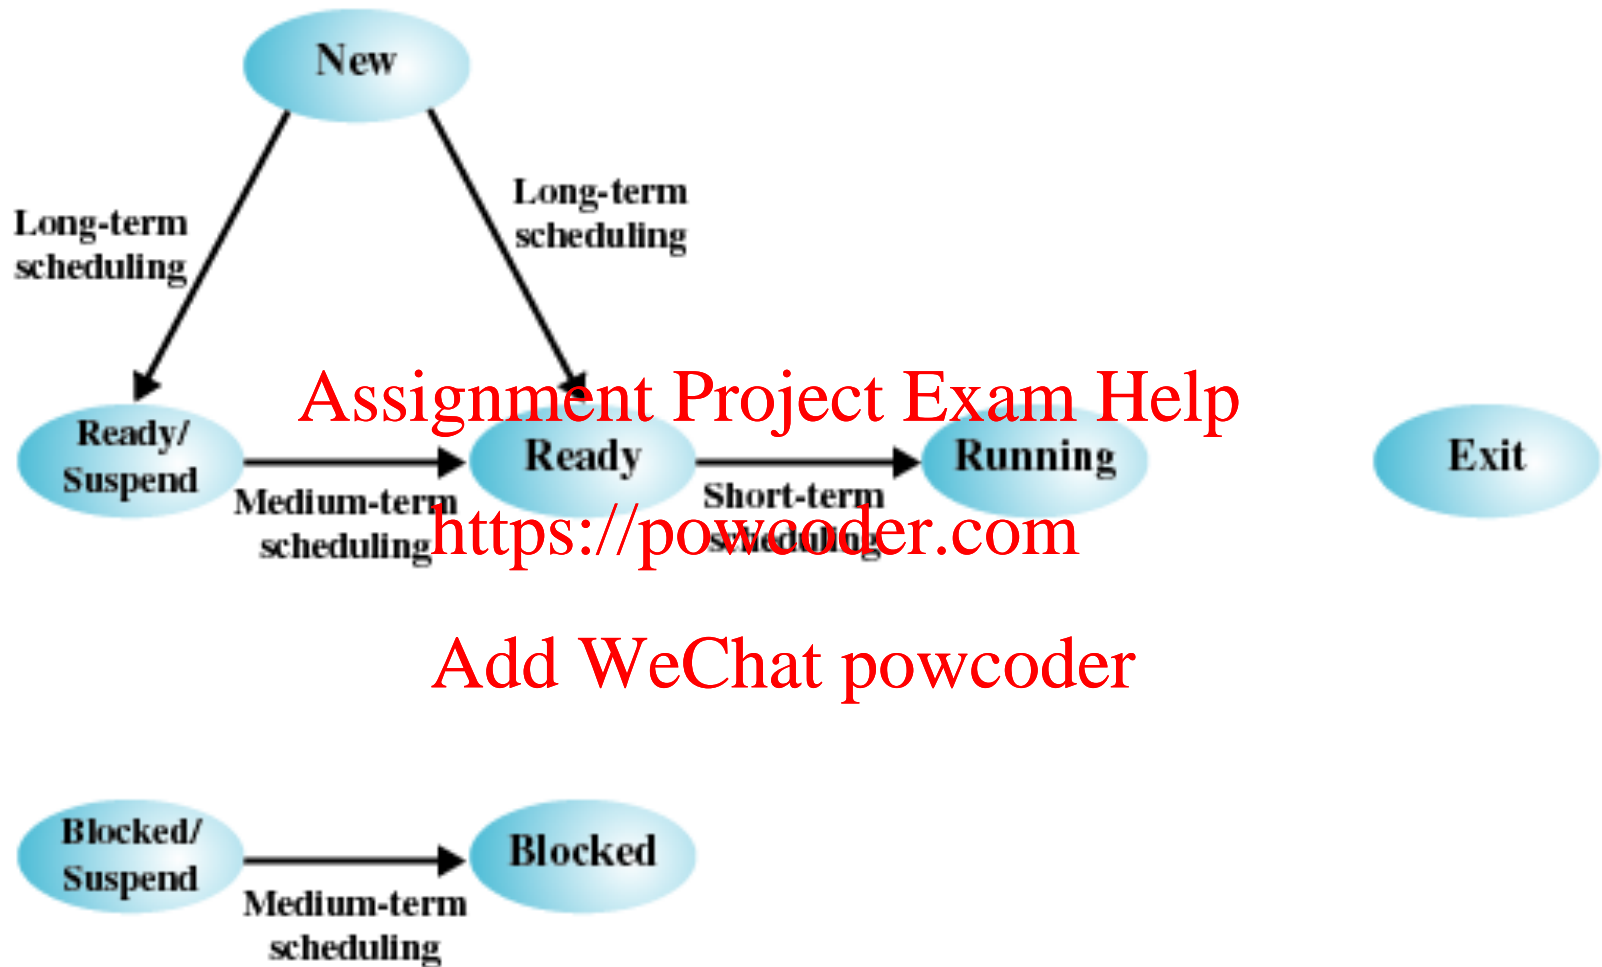 New
Long-term
scheduling
Long-term
scheduling
Assignment Project Exam Help
Ready/
Suspend
Ready
Running
Exit
Medium-term
scheduling
Short-term
scheduling
https://powcoder.com
Add WeChat powcoder
Blocked/
Suspend
Blocked
Medium-term
scheduling